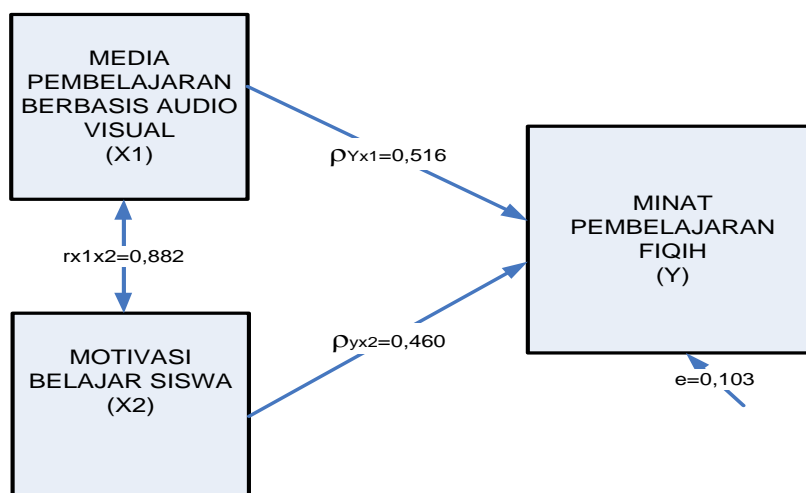 MEDIA
PEMBELAJARAN
BERBASIS AUDIO
VISUAL
(X1)
ρYx1=0,516
rx1x2=0,882
MINAT
PEMBELAJARAN
FIQIH
(Y)
ρyx2=0,460
MOTIVASI
BELAJAR SISWA
(X2)
e=0,103